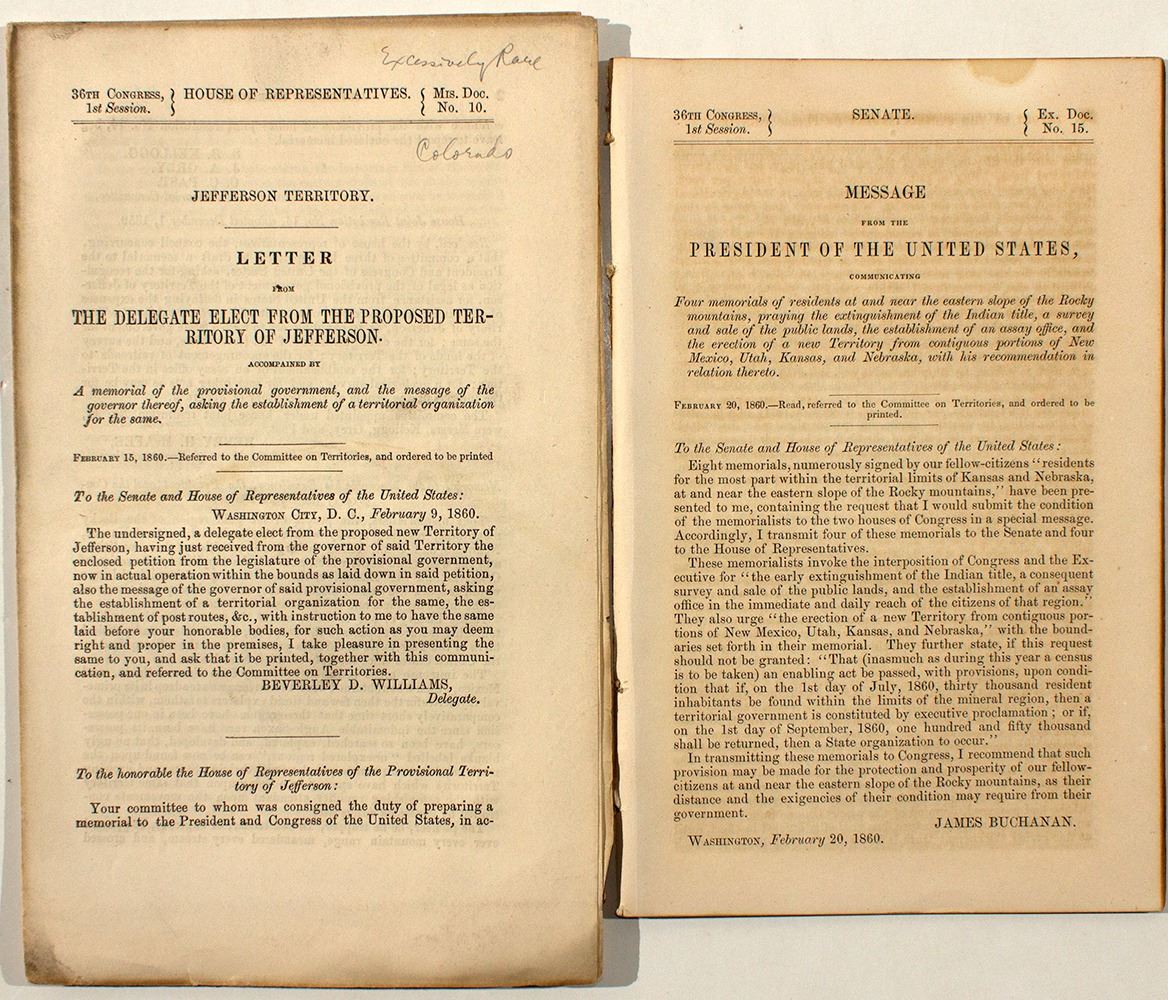 Excessively Rare
36TH CONGRESS, } HOUSE OF REPRESENTATIVES. { MIS. DOC.
1st Session. } { No. 10.
Colorado
JEFFERSON TERRITORY.
LETTER
FROM
THE DELEGATE ELECT FROM THE PROPOSED TER-
RITORY OF JEFFERSON.
ACCOMPAINED BY
A memorial of the provisional government, and the message of the
governor thereof, asking the establishment of a territorial organization
for the same.
FEBRUARY 15, 1860.—Referred to the Committee on Territories, and ordered to be printed
To the Senate and House of Representatives of the United States:
WASHINGTON CITY, D. C., February 9, 1860.
The undersigned, a delegate elect from the proposed new Territory of
Jefferson, having just received from the governor of said Territory the
enclosed petition from the legislature of the provisional government,
now in actual operation within the bounds as laid down in said petition,
also the message of the governor of said provisional government, asking
the establishment of a territorial organization for the same, the es-
tablishment of post routes, &c., with instruction to me to have the same
laid before your honorable bodies, for such action as you may deem
right and proper in the premises, I take pleasure in presenting the
same to you, and ask that it be printed, together with this communi-
cation, and referred to the Committee on Territories.
BEVERLEY D. WILLIAMS,
Delegate.
To the honorable the House of Representatives of the Provisional Terri-
tory of Jefferson:
Your committee to whom was consigned the duty of preparing a
memorial to the President and Congress of the United States, in ac-
36TH CONGRESS, } SENATE. { EX. DOC.
1st Session. } { No. 15.
MESSAGE
FROM THE
PRESIDENT OF THE UNITED STATES,
COMMUNICATING
Four memorials of residents at and near the eastern slope of the Rocky
mountains, praying the extinguishment of the Indian title, a survey
and sale of the public lands, the establishment of an assay office, and
the erection of a new Territory from contiguous portions of New
Mexico, Utah, Kansas, and Nebraska, with his recommendation in
relation thereto.
FEBRUARY 20, 1860.—Read, referred to the Committee on Territories, and ordered to be
printed.
To the Senate and House of Representatives of the United States:
Eight memorials, numerously signed by our fellow-citizens "residents
for the most part within the territorial limits of Kansas and Nebraska,
at and near the eastern slope of the Rocky mountains," have been pre-
sented to me, containing the request that I would submit the condition
of the memorialists to the two houses of Congress in a special message.
Accordingly, I transmit four of these memorials to the Senate and four
to the House of Representatives.
These memorialists invoke the interposition of Congress and the Ex-
ecutive for "the early extinguishment of the Indian title, a consequent
survey and sale of the public lands, and the establishment of an assay
office in the immediate and daily reach of the citizens of that region."
They also urge "the erection of a new Territory from contiguous por-
tions of New Mexico, Utah, Kansas, and Nebraska," with the bound-
aries set forth in their memorial. They further state, if this request
should not be granted: "That (inasmuch as during this year a census
is to be taken) an enabling act be passed, with provisions, upon condi-
tion that if, on the 1st day of July, 1860, thirty thousand resident
inhabitants be found within the limits of the mineral region, then a
territorial government is constituted by executive proclamation; or if,
on the 1st day of September, 1860, one hundred and fifty thousand
shall be returned, then a State organization to occur."
In transmitting these memorials to Congress, I recommend that such
provision may be made for the protection and prosperity of our fellow-
citizens at and near the eastern slope of the Rocky mountains, as their
distance and the exigencies of their condition may require from their
government.
JAMES BUCHANAN.
WASHINGTON, February 20, 1860.